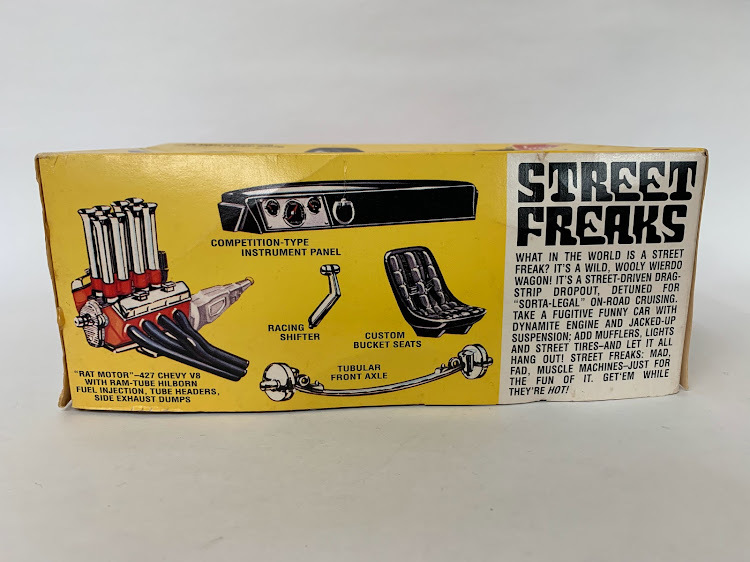 COMPETITION-TYPE
INSTRUMENT PANEL
RACING
SHIFTER
CUSTOM
BUCKET SEATS
TUBULAR
FRONT AXLE
"RAT MOTOR"–427 CHEVY V8
WITH RAM-TUBE HILBORN
FUEL INJECTION, TUBE HEADERS,
SIDE EXHAUST DUMPS
STREET
FREAKS
WHAT IN THE WORLD IS A STREET
FREAK? IT'S A WILD, WOOLY WIERDO
WAGON! IT'S A STREET-DRIVEN DRAG-
STRIP DROPOUT, DETUNED FOR
"SORTA-LEGAL" ON-ROAD CRUISING.
TAKE A FUGITIVE FUNNY CAR WITH
DYNAMITE ENGINE AND JACKED-UP
SUSPENSION; ADD MUFFLERS, LIGHTS
AND STREET TIRES—AND LET IT ALL
HANG OUT! STREET FREAKS: MAD,
FAD, MUSCLE MACHINES—JUST FOR
THE FUN OF IT. GET'EM WHILE
THEY'RE HOT!